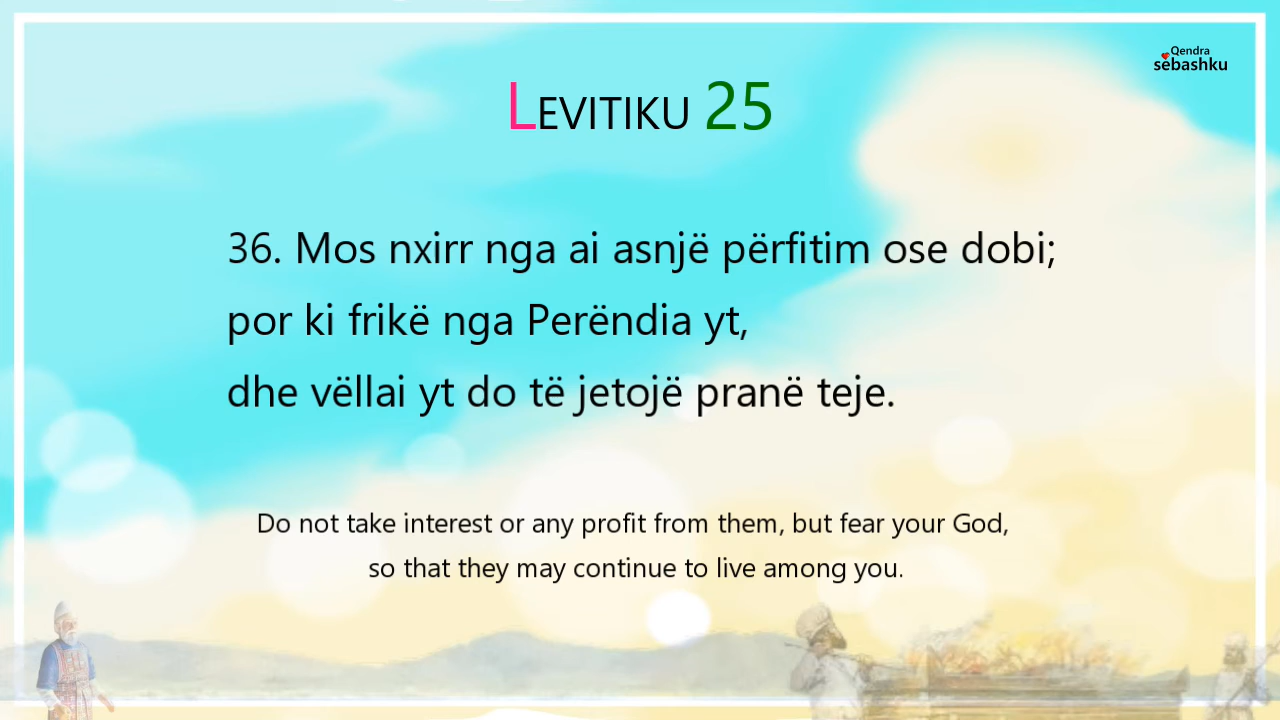 Qendra
sëbashku
LEVITIKU 25
36. Mos nxirr nga ai asnjë përfitim ose dobi;
por ki frikë nga Perëndia yt,
dhe vëllai yt do të jetojë pranë teje.
Do not take interest or any profit from them, but fear your God,
so that they may continue to live among you.